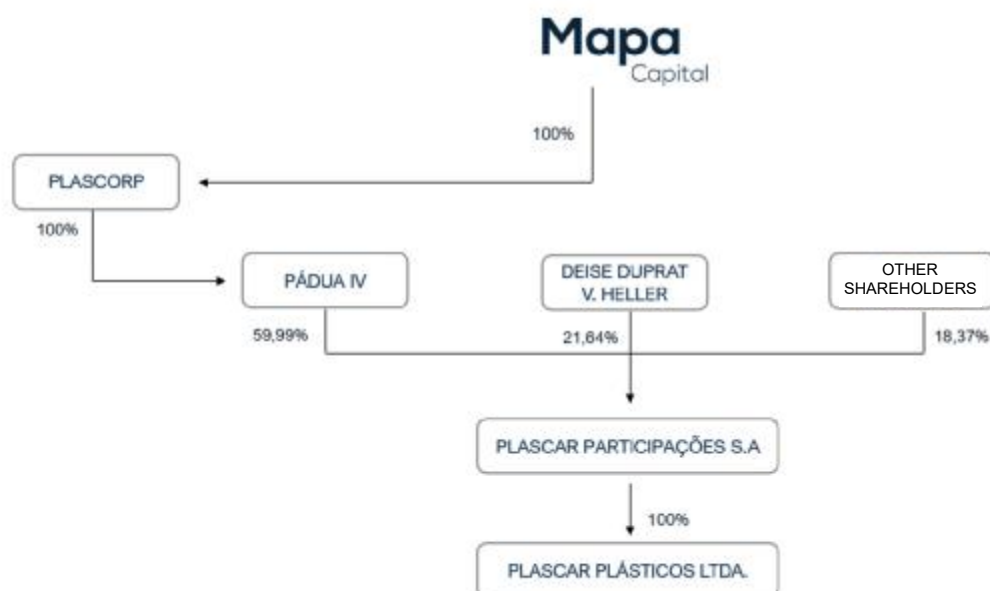 Mapa
Capital
100%
PLASCORP
100%
PÁDUA IV
DEISE DUPRAT
V. HELLER
OTHER
SHAREHOLDERS
59,99%
21,64%
18,37%
PLASCAR PARTICIPAÇÕES S.A
100%
PLASCAR PLÁSTICOS LTDA.